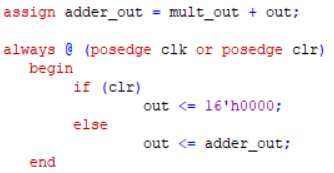 assign adder_out = mult_out + out;
always @ (posedge clk or posedge clr)
begin
if (clr)
out <= 16'h0000;
else
out <= adder_out;
end